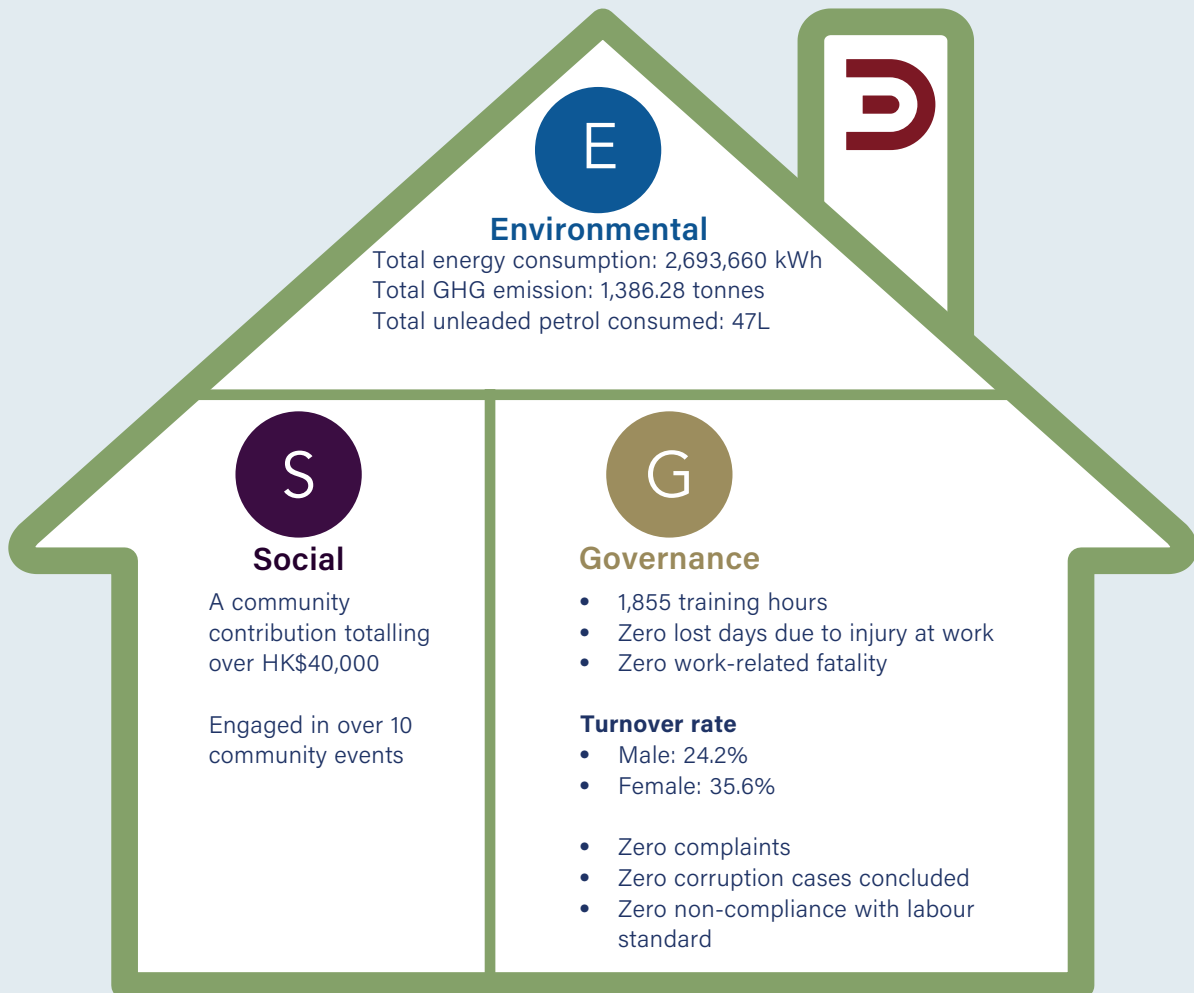 E
Environmental
Total energy consumption: 2,693,660 kWh
Total GHG emission: 1,386.28 tonnes
Total unleaded petrol consumed: 47L
S
Social
A community
contribution totalling
over HK$40,000
Engaged in over 10
community events
G
Governance
• 1,855 training hours
• Zero lost days due to injury at work
• Zero work-related fatality
Turnover rate
• Male: 24.2%
• Female: 35.6%
• Zero complaints
• Zero corruption cases concluded
• Zero non-compliance with labour
standard